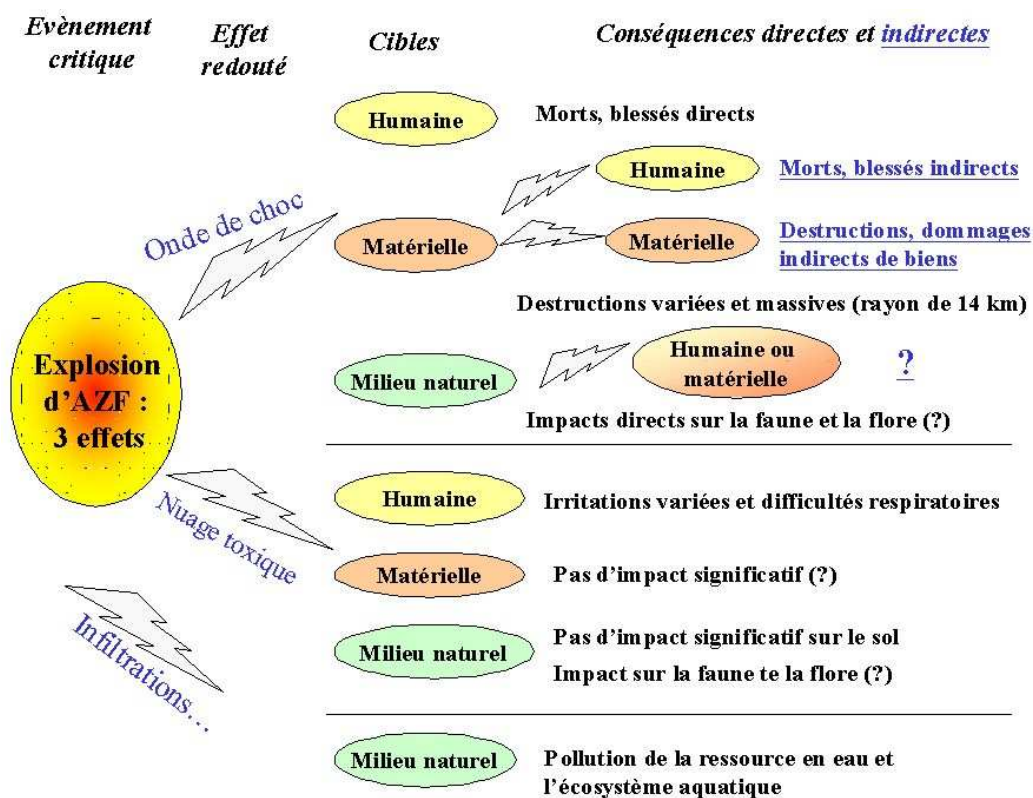 Evènement
critique
Effet
redouté
Cibles
Conséquences directes et indirectes
Humaine
Morts, blessés directs
Humaine
Morts, blessés indirects
Onde de choc
Matérielle
Matérielle
Destructions, dommages
indirects de biens
Destructions variées et massives (rayon de 14 km)
Explosion
d'AZF :
3 effets
Milieu naturel
Humaine ou
matérielle
?
Impacts directs sur la faune et la flore (?)
Nuage toxique
Humaine
Irritations variées et difficultés respiratoires
Matérielle
Pas d'impact significatif (?)
Infiltrations...
Milieu naturel
Pas d'impact significatif sur le sol
Impact sur la faune te la flore (?)
Milieu naturel
Pollution de la ressource en eau et
l'écosystème aquatique